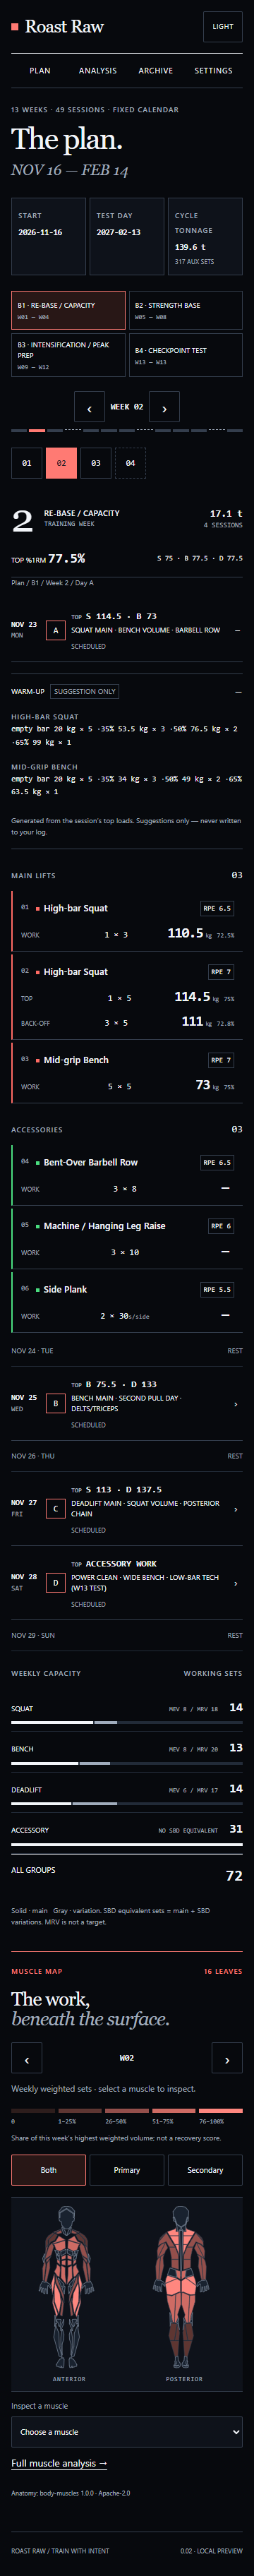 Roast Raw
LIGHT
PLAN ANALYSIS ARCHIVE SETTINGS
13 WEEKS · 49 SESSIONS · FIXED CALENDAR
The plan.
NOV 16 — FEB 14
START
2026-11-16
TEST DAY
2027-02-13
CYCLE
TONNAGE
139.6 t
317 AUX SETS
B1 · RE-BASE / CAPACITY
W01 — W04
B2 · STRENGTH BASE
W05 — W08
B3 · INTENSIFICATION / PEAK
PREP
W09 — W12
B4 · CHECKPOINT TEST
W13 — W13
‹ WEEK 02 ›
01 02 03 04
2
RE-BASE / CAPACITY
TRAINING WEEK
17.1 t
4 SESSIONS
TOP %1RM 77.5%
S 75 · B 77.5 · D 77.5
Plan / B1 / Week 2 / Day A
NOV 23
MON
A
TOP S 114.5 · B 73
SQUAT MAIN · BENCH VOLUME · BARBELL ROW
SCHEDULED
—
WARM-UP SUGGESTION ONLY —
HIGH-BAR SQUAT
empty bar 20 kg × 5 ·35% 53.5 kg × 3 ·50% 76.5 kg × 2
·65% 99 kg × 1
MID-GRIP BENCH
empty bar 20 kg × 5 ·35% 34 kg × 3 ·50% 49 kg × 2 ·65%
63.5 kg × 1
Generated from the session's top loads. Suggestions only — never written
to your log.
MAIN LIFTS 03
01 High-bar Squat RPE 6.5
WORK 1 × 3 110.5 kg 72.5%
02 High-bar Squat RPE 7
TOP 1 × 5 114.5 kg 75%
BACK-OFF 3 × 5 111 kg 72.8%
03 Mid-grip Bench RPE 7
WORK 5 × 5 73 kg 75%
ACCESSORIES 03
04 Bent-Over Barbell Row RPE 6.5
WORK 3 × 8 —
05 Machine / Hanging Leg Raise RPE 6
WORK 3 × 10 —
06 Side Plank RPE 5.5
WORK 2 × 30s/side —
NOV 24 · TUE REST
NOV 25
WED
B
TOP B 75.5 · D 133
BENCH MAIN · SECOND PULL DAY ·
DELTS/TRICEPS
SCHEDULED
›
NOV 26 · THU REST
NOV 27
FRI
C
TOP S 113 · D 137.5
DEADLIFT MAIN · SQUAT VOLUME · POSTERIOR
CHAIN
SCHEDULED
›
NOV 28
SAT
D
TOP ACCESSORY WORK
POWER CLEAN · WIDE BENCH · LOW-BAR TECH
(W13 TEST)
SCHEDULED
›
NOV 29 · SUN REST
WEEKLY CAPACITY WORKING SETS
SQUAT MEV 8 / MRV 18 14
BENCH MEV 8 / MRV 20 13
DEADLIFT MEV 6 / MRV 17 14
ACCESSORY NO SBD EQUIVALENT 31
ALL GROUPS 72
Solid · main Gray · variation. SBD equivalent sets = main + SBD
variations. MRV is not a target.
MUSCLE MAP 16 LEAVES
The work,
beneath the surface.
‹ W02 ›
Weekly weighted sets · select a muscle to inspect.
0 1–25% 26–50% 51–75% 76–100%
Share of this week's highest weighted volume; not a recovery score.
Both Primary Secondary
ANTERIOR POSTERIOR
Inspect a muscle
Choose a muscle
Full muscle analysis →
Anatomy: body-muscles 1.0.0 · Apache-2.0
ROAST RAW / TRAIN WITH INTENT 0.02 · LOCAL PREVIEW